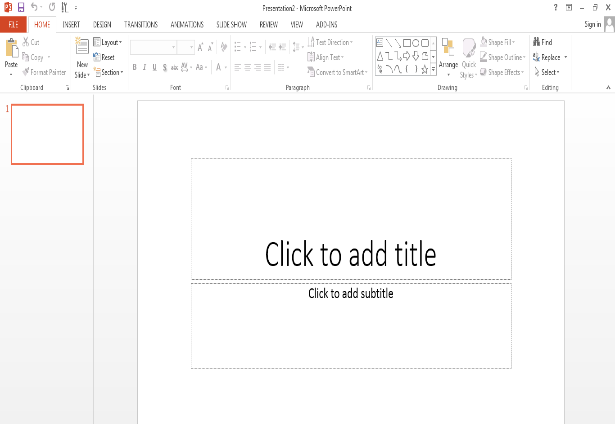 Presentation2 - Microsoft PowerPoint
FILE HOME INSERT DESIGN TRANSITIONS ANIMATIONS SLIDE SHOW REVIEW VIEW ADD-INS Sign in
Cut Layout Text Direction Shape Fill Find
Copy Reset Align Text Shape Outline Replace
Paste New Slide Arrange Quick Styles
Format Painter Section B I U S abc AV Aa A Convert to SmartArt Shape Effects Select
Clipboard Slides Font Paragraph Drawing Editing
1
Click to add title
Click to add subtitle